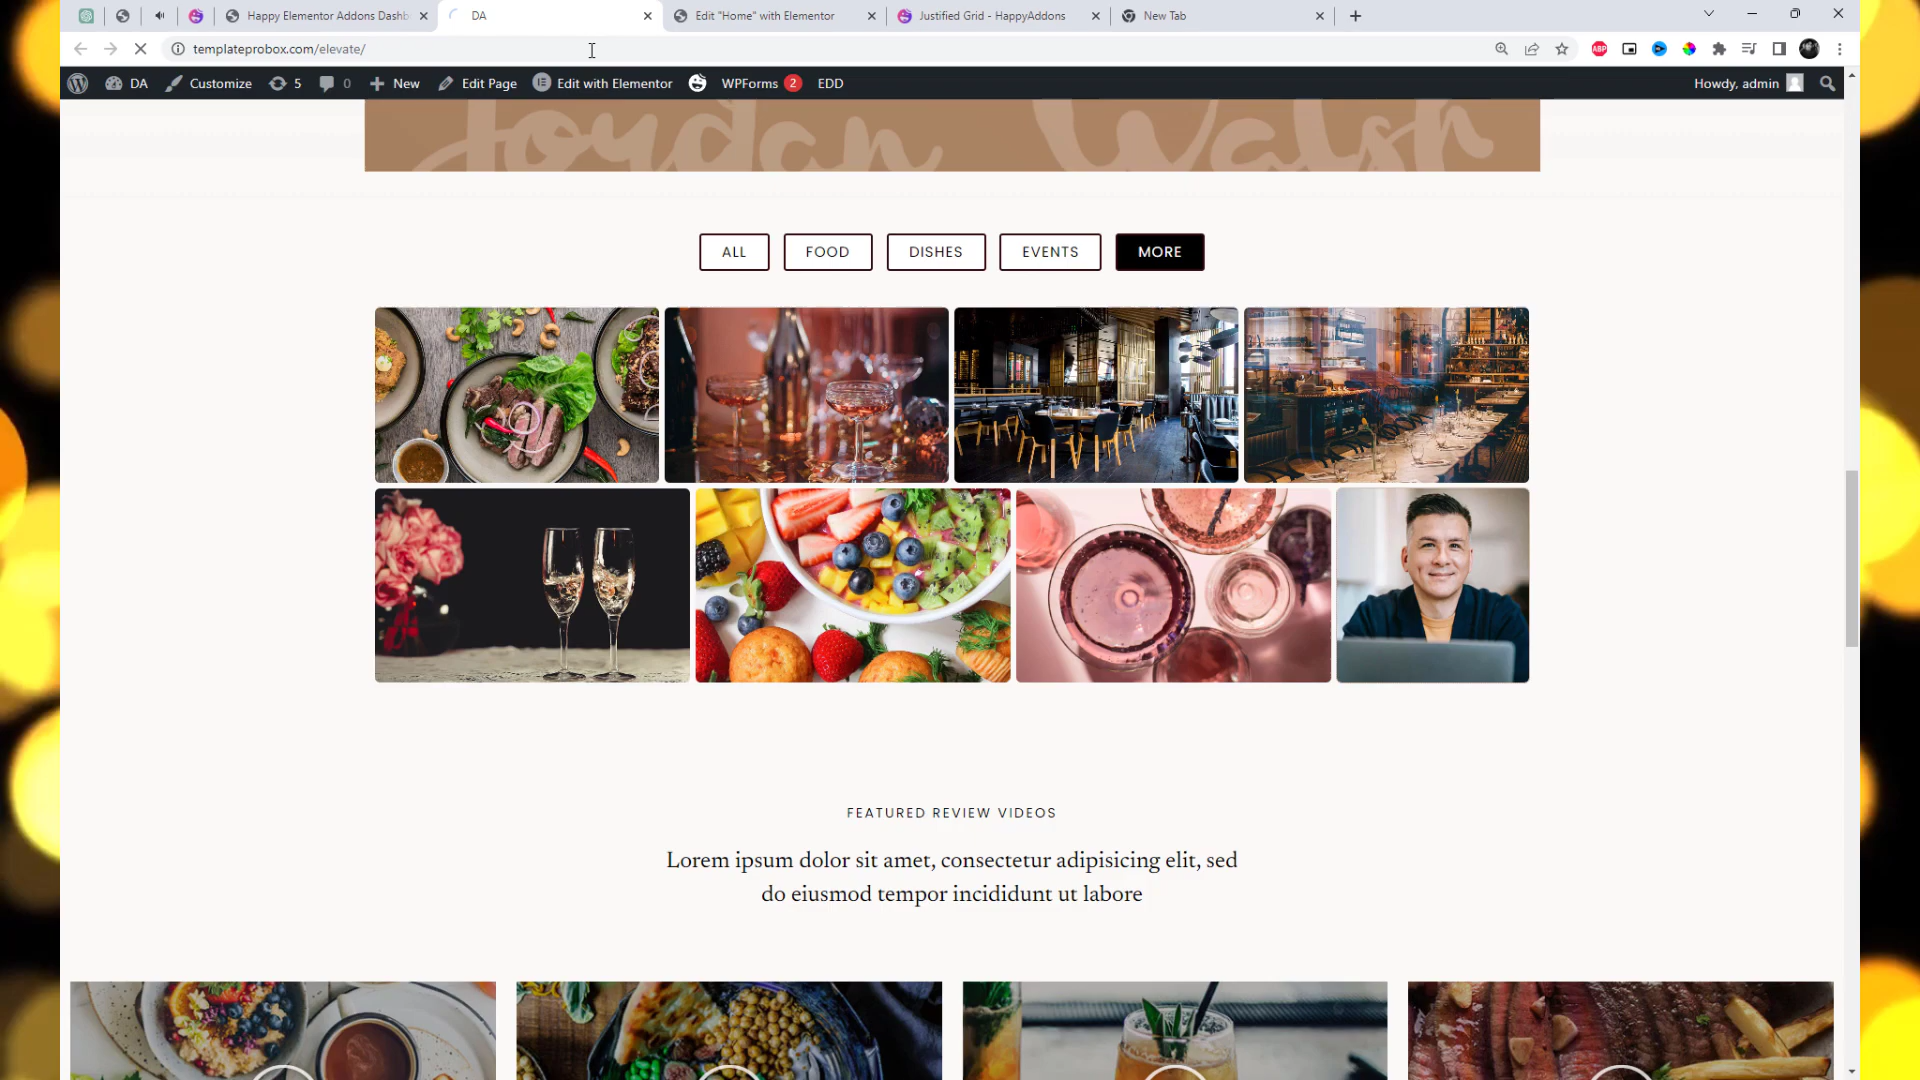 Happy Elementor Addons Dashb
DA
Edit "Home" with Elementor
Justified Grid - HappyAddons
New Tab
templateprobox.com/elevate/
ABP
DA
Customize
5
0
New
Edit Page
Edit with Elementor
WPForms 2
EDD
Howdy, admin
Jordan Walsh
ALL
FOOD
DISHES
EVENTS
MORE
FEATURED REVIEW VIDEOS
Lorem ipsum dolor sit amet, consectetur adipisicing elit, sed
do eiusmod tempor incididunt ut labore